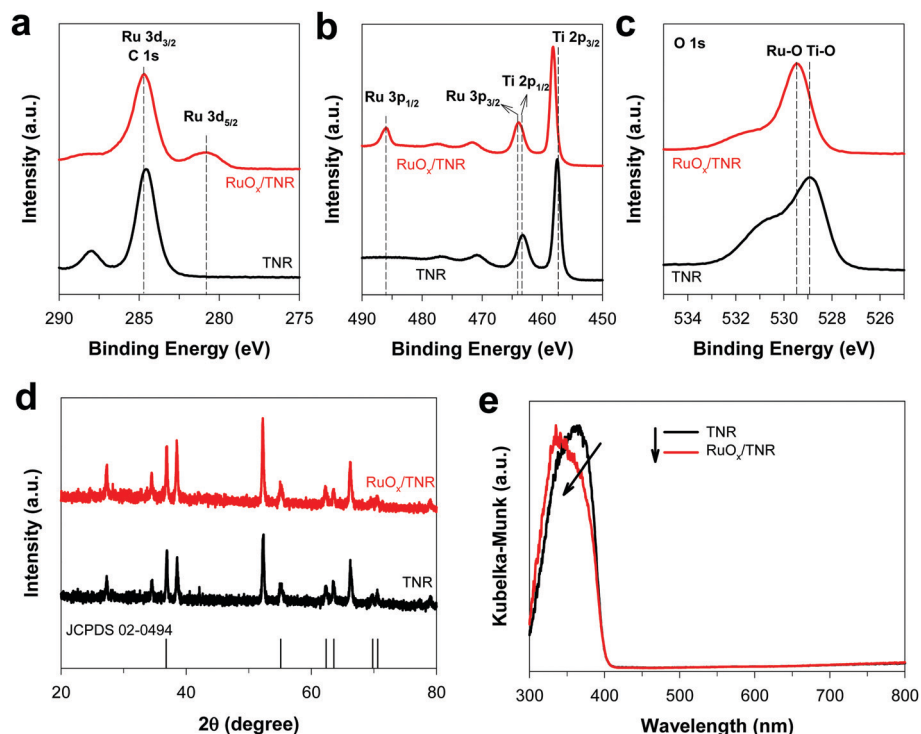 a
Ru 3d3/2
C 1s
Ru 3d5/2
RuOx/TNR
TNR
Intensity (a.u.)
290 285 280 275
Binding Energy (eV)
b
Ti 2p3/2
Ti 2p1/2
Ru 3p1/2
Ru 3p3/2
RuOx/TNR
TNR
Intensity (a.u.)
490 480 470 460 450
Binding Energy (eV)
c
O 1s
Ru-O Ti-O
RuOx/TNR
TNR
Intensity (a.u.)
534 532 530 528 526
Binding Energy (eV)
d
RuOx/TNR
TNR
JCPDS 02-0494
Intensity (a.u.)
20 40 60 80
2θ (degree)
e
TNR
RuOx/TNR
Kubelka-Munk (a.u.)
300 400 500 600 700 800
Wavelength (nm)